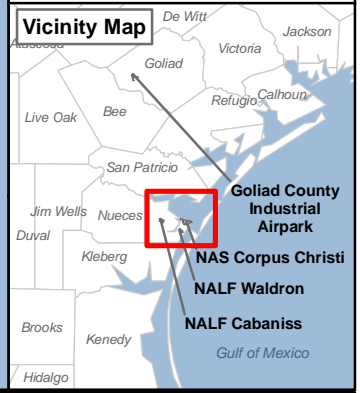 Vicinity Map
De Witt
Jackson
Atascosa
Victoria
Goliad
Calhoun
Refugio
Bee
Live Oak
San Patricio
Goliad County
Industrial
Airpark
Jim Wells
Nueces
Duval
NAS Corpus Christi
Kleberg
NALF Waldron
NALF Cabaniss
Brooks
Kenedy
Gulf of Mexico
Hidalgo